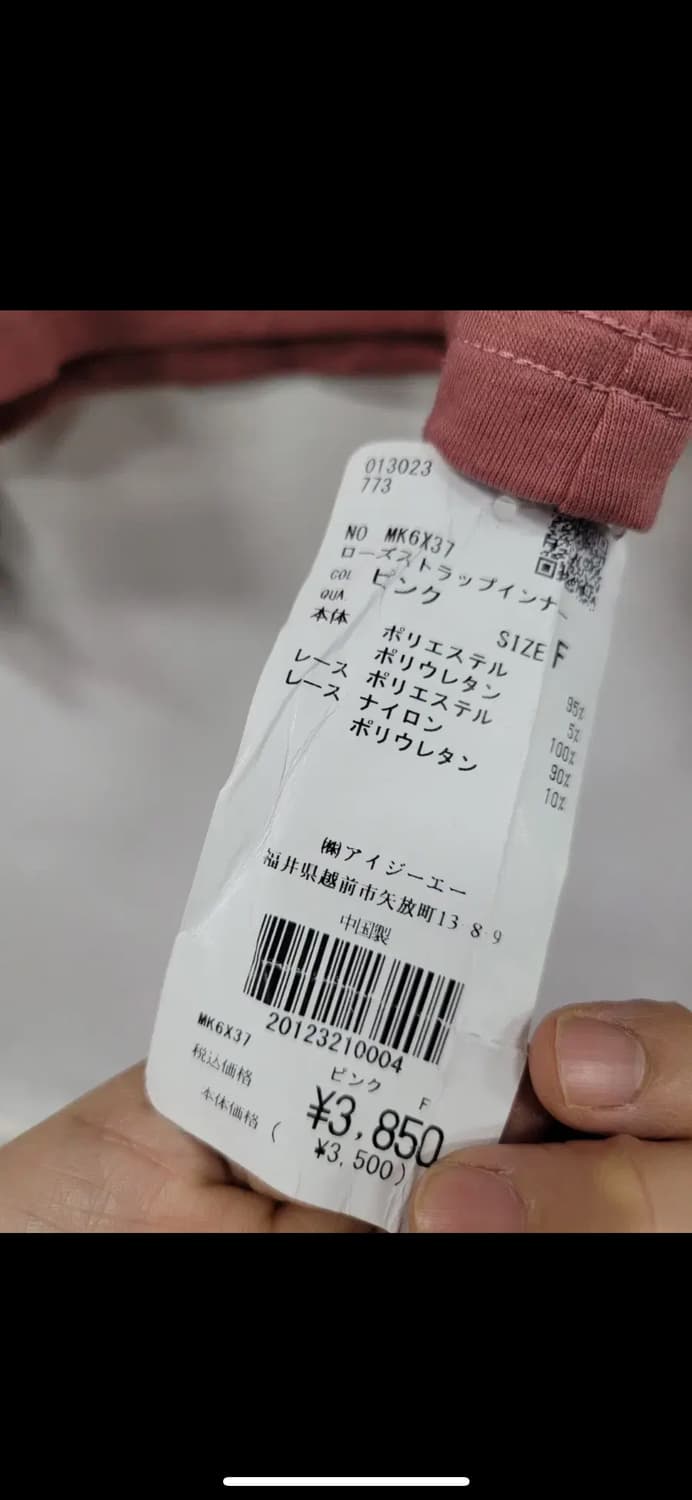 013023
773
NO MK6X37
ローズストラップインナー
COL ピンク
QUA SIZE F
本体 ポリエステル 95%
ポリウレタン 5%
レース ポリエステル 100%
レース ナイロン 90%
ポリウレタン 10%
㈱アイジーエー
福井県越前市矢放町13-8-9
中国製
20123210004
MK6X37 ピンク F
税込価格 ¥3,850
本体価格 ( ¥3,500)